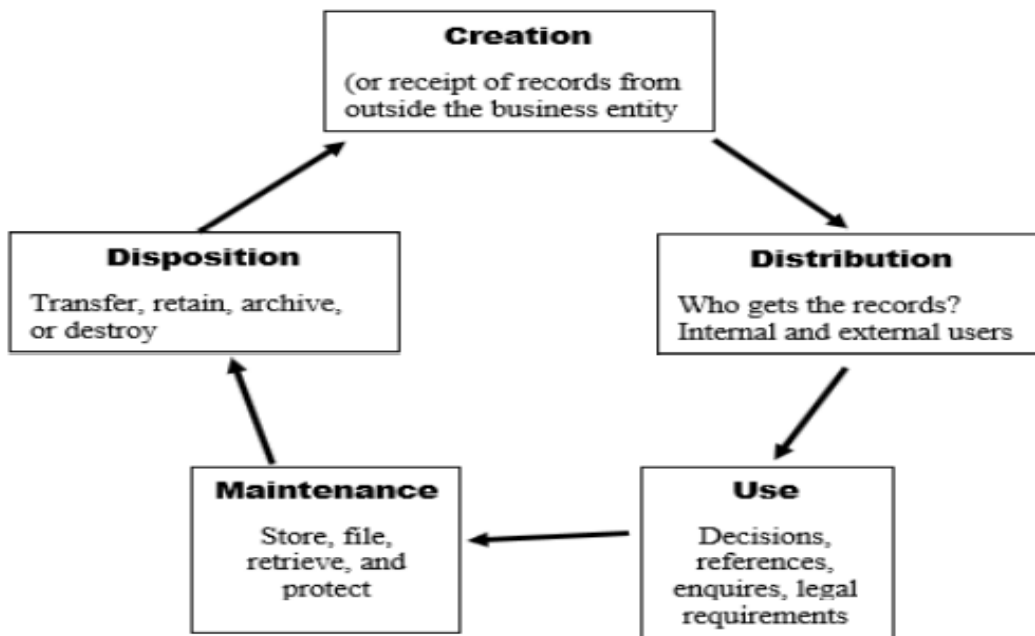 Creation
(or receipt of records from
outside the business entity
Disposition
Transfer, retain, archive,
or destroy
Distribution
Who gets the records?
Internal and external users
Maintenance
Store, file,
retrieve, and
protect
Use
Decisions,
references,
enquires, legal
requirements